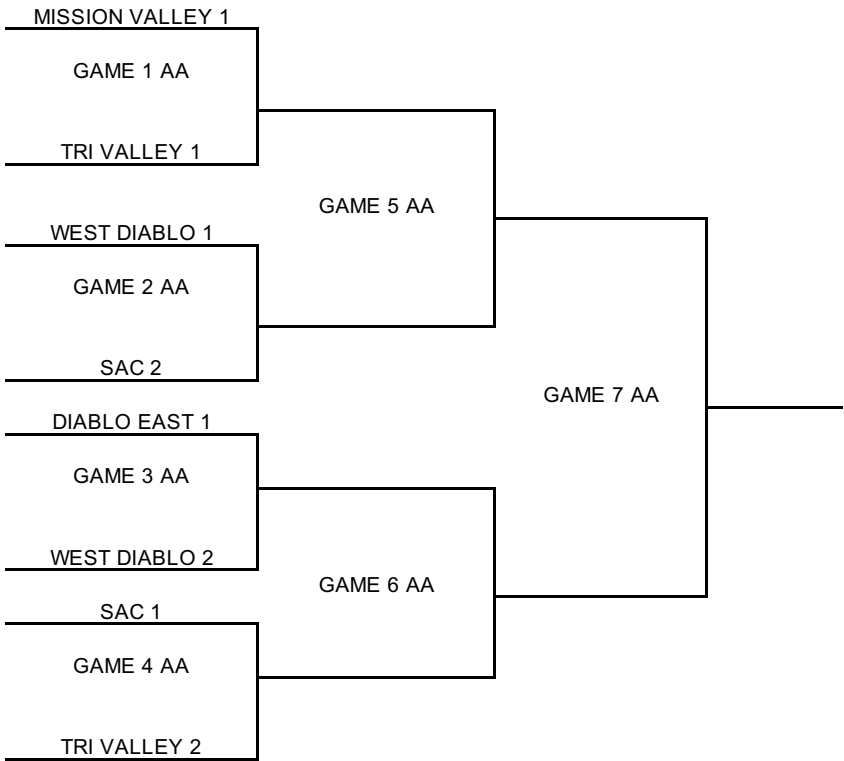 MISSION VALLEY 1
GAME 1 AA
TRI VALLEY 1
GAME 5 AA
WEST DIABLO 1
GAME 2 AA
SAC 2
GAME 7 AA
DIABLO EAST 1
GAME 3 AA
WEST DIABLO 2
GAME 6 AA
SAC 1
GAME 4 AA
TRI VALLEY 2